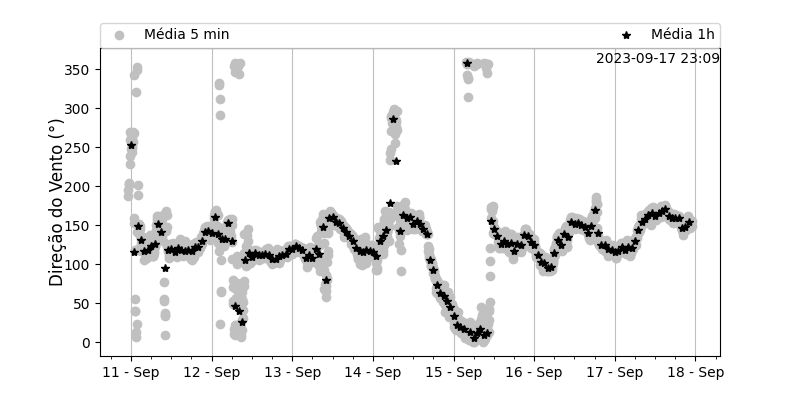 Média 5 min
Média 1h
2023-09-17 23:09
Direção do Vento (°)
350
300
250
200
150
100
50
0
11 - Sep
12 - Sep
13 - Sep
14 - Sep
15 - Sep
16 - Sep
17 - Sep
18 - Sep